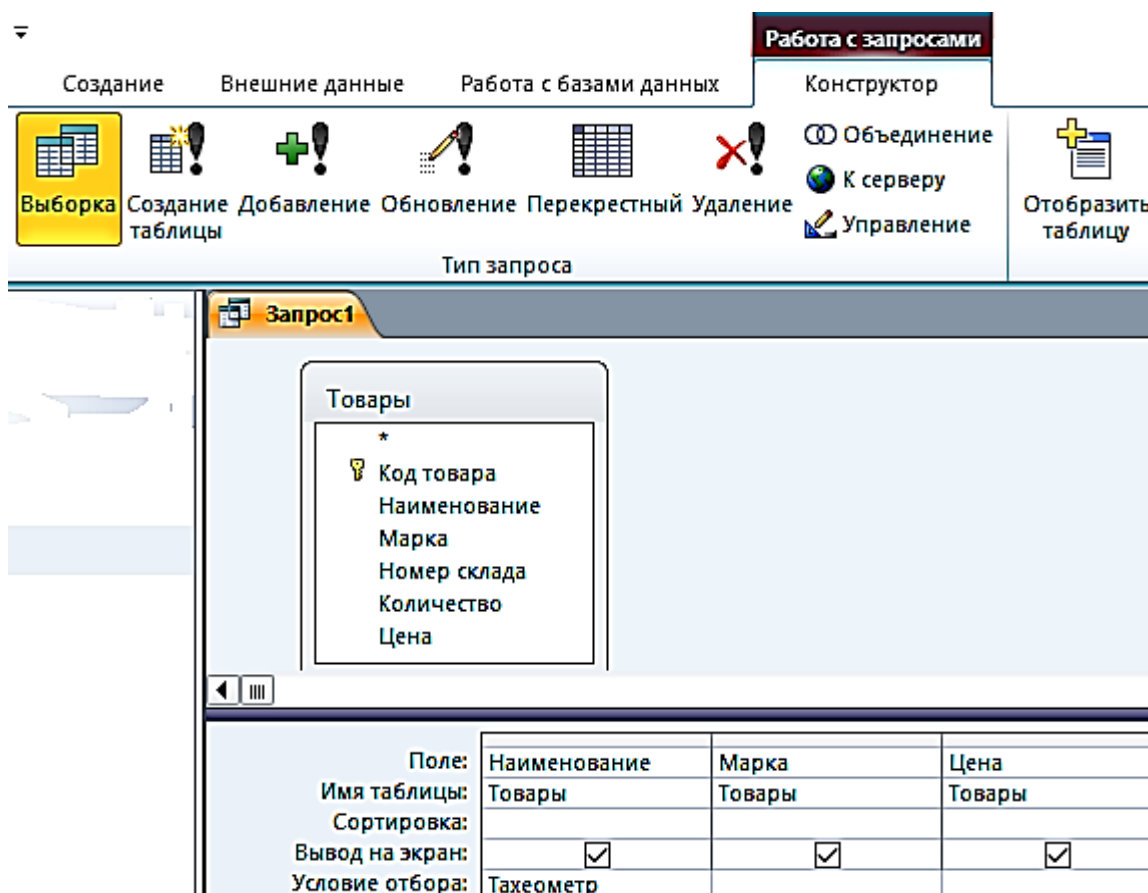 Работа с запросами
Создание Внешние данные Работа с базами данных Конструктор
Выборка Создание таблицы Добавление Обновление Перекрестный Удаление
Объединение
К серверу
Управление
Отобразить таблицу
Тип запроса
Запрос1
Товары
*
Код товара
Наименование
Марка
Номер склада
Количество
Цена
Поле: Наименование Марка Цена
Имя таблицы: Товары Товары Товары
Сортировка:
Вывод на экран:
Условие отбора: Тахеометр